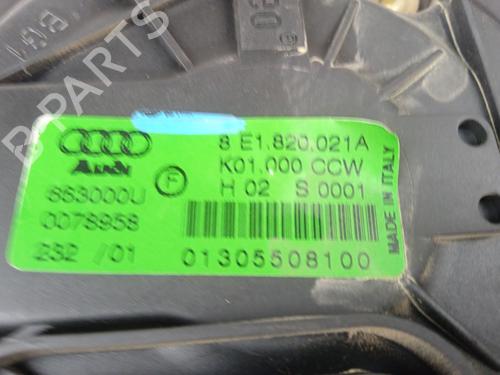 B-PARTS
Audi
8 E1.820.021A
K01.000 CCW
F
H 02 S 0001
663000U
0078958
232 /01
01305508100
MADE IN ITALY